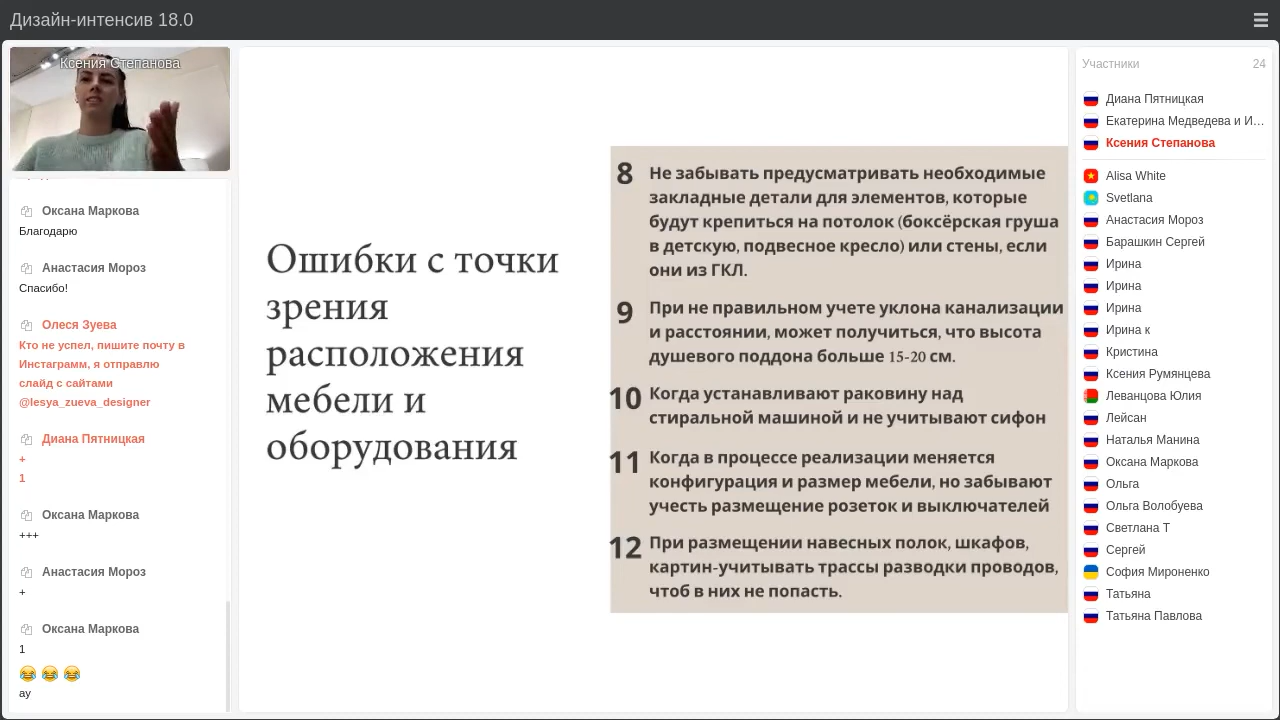 Дизайн-интенсив 18.0
Ксения Степанова
Оксана Маркова
Благодарю
Анастасия Мороз
Спасибо!
Олеся Зуева
Кто не успел, пишите почту в
Инстаграмм, я отправлю
слайд с сайтами
@lesya_zueva_designer
Диана Пятницкая
+
1
Оксана Маркова
+++
Анастасия Мороз
+
Оксана Маркова
1
😂 😂 😂
ау
Ошибки с точки
зрения
расположения
мебели и
оборудования
8 Не забывать предусматривать необходимые
закладные детали для элементов, которые
будут крепиться на потолок (боксёрская груша
в детскую, подвесное кресло) или стены, если
они из ГКЛ.
9 При не правильном учете уклона канализации
и расстоянии, может получиться, что высота
душевого поддона больше 15-20 см.
10 Когда устанавливают раковину над
стиральной машиной и не учитывают сифон
11 Когда в процессе реализации меняется
конфигурация и размер мебели, но забывают
учесть размещение розеток и выключателей
12 При размещении навесных полок, шкафов,
картин-учитывать трассы разводки проводов,
чтоб в них не попасть.
Участники 24
Диана Пятницкая
Екатерина Медведева и И...
Ксения Степанова
Alisa White
Svetlana
Анастасия Мороз
Барашкин Сергей
Ирина
Ирина
Ирина
Ирина к
Кристина
Ксения Румянцева
Леванцова Юлия
Лейсан
Наталья Манина
Оксана Маркова
Ольга
Ольга Волобуева
Светлана Т
Сергей
София Мироненко
Татьяна
Татьяна Павлова